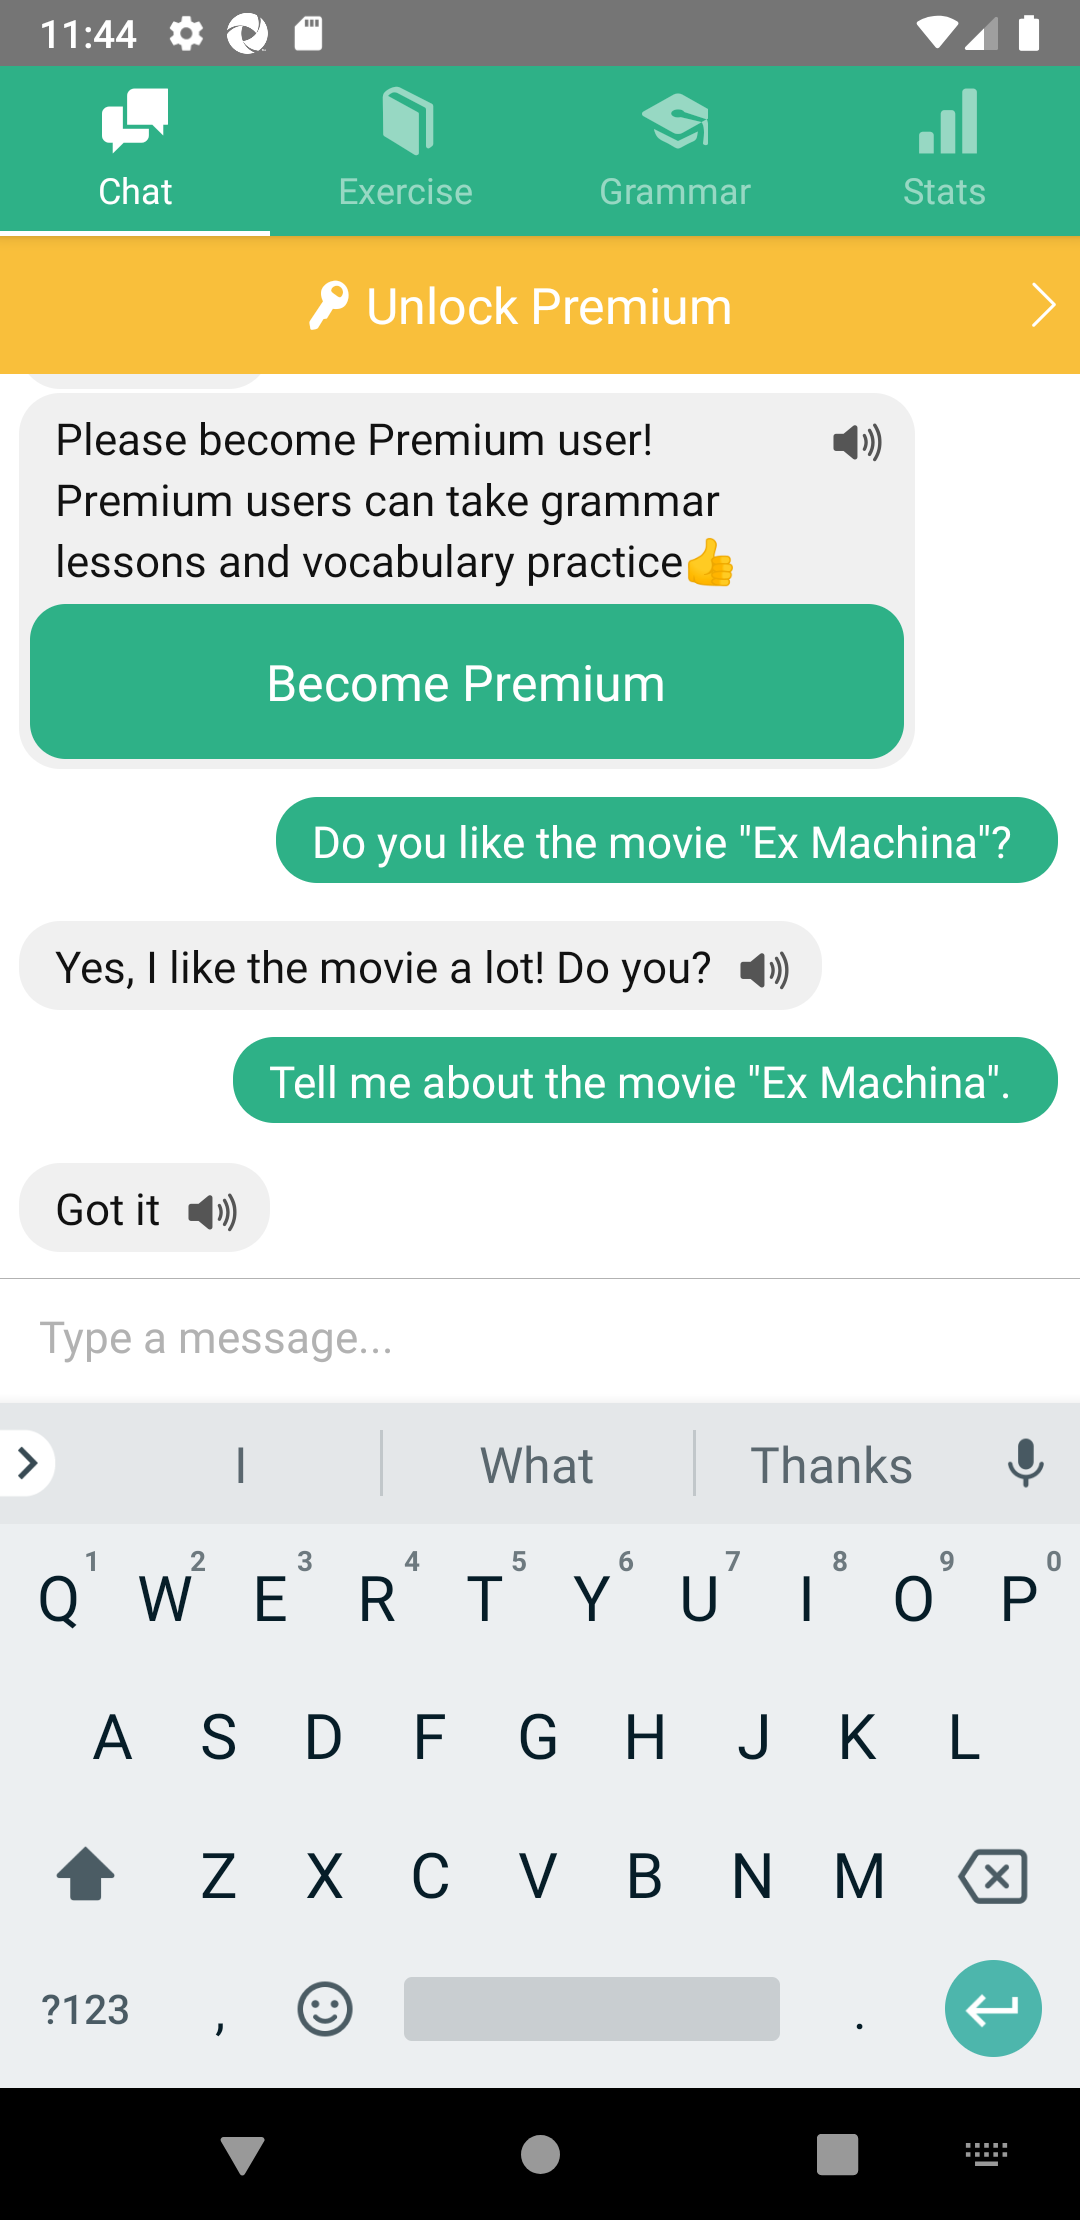 11:44
Chat
Exercise
Grammar
Stats
Unlock Premium
Please become Premium user!
Premium users can take grammar
lessons and vocabulary practice👍
Become Premium
Do you like the movie "Ex Machina"?
Yes, I like the movie a lot! Do you?
Tell me about the movie "Ex Machina".
Got it
Type a message...
I What Thanks
Q 1 W 2 E 3 R 4 T 5 Y 6 U 7 I 8 O 9 P 0
A S D F G H J K L
Z X C V B N M
?123 , .